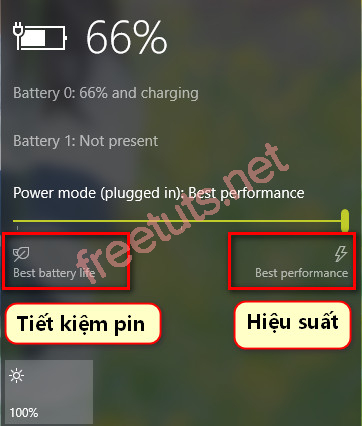 66%
Battery 0: 66% and charging
Battery 1: Not present
freetuts.net
Power mode (plugged in): Best performance
Best battery life
Best performance
Tiết kiệm pin
Hiệu suất
100%